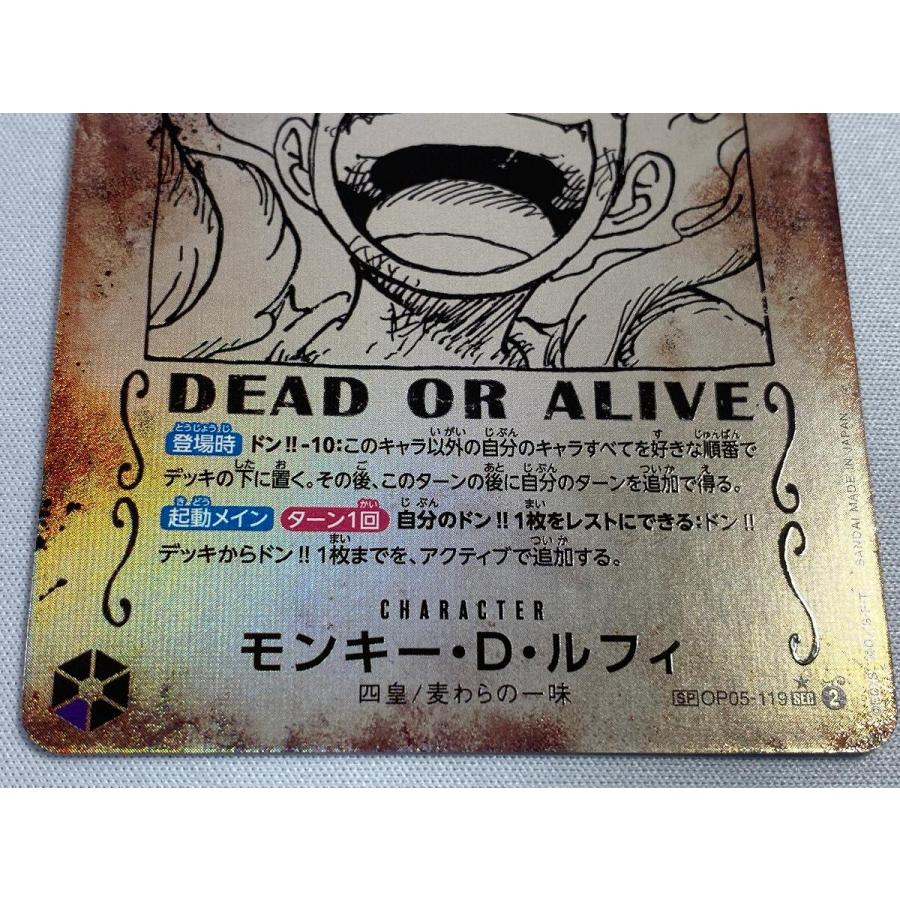 DEAD OR ALIVE
登場時 ドン!!-10:このキャラ以外の自分のキャラすべてを好きな順番で
デッキの下に置く。その後、このターンの後に自分のターンを追加で得る。
起動メイン ターン1回 自分のドン!!1枚をレストにできる:ドン!!
デッキからドン!!1枚までを、アクティブで追加する。
CHARACTER
モンキー・D・ルフィ
四皇/麦わらの一味
SP OP05-119 SEC 2
MADE IN JAPAN